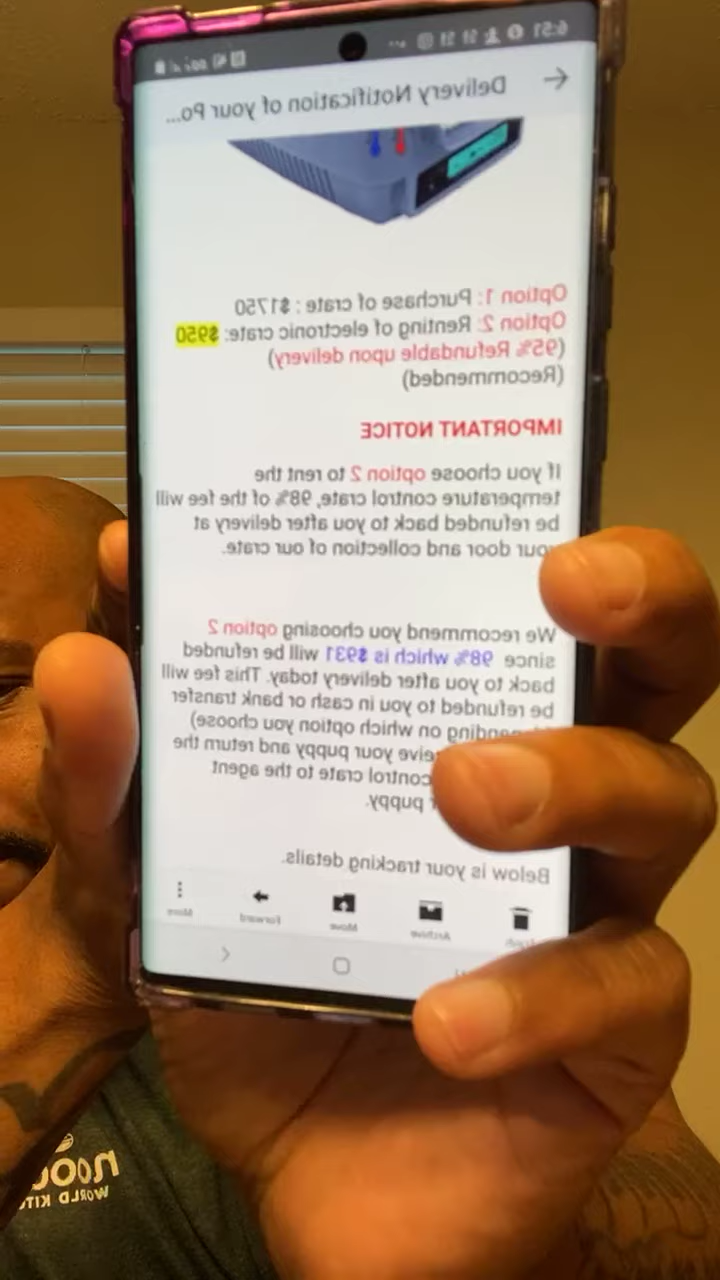 6:51
Delivery Notification of your Po...
Option 1: Purchase of crate : $1750
Option 2: Renting of electronic crate: $950
(95% Refundable upon delivery)
(Recommended)
IMPORTANT NOTICE
If you choose option 2 to rent the
temperature control crate, 98% of the fee will
be refunded back to you after delivery at
your door and collection of our crate.
We recommend you choosing option 2
since 98% which is $931 will be refunded
back to you after delivery today. This fee will
be refunded to you in cash or bank transfer
on which option you choose)
your puppy and return the
control crate to the agent
puppy.
Below is your tracking details.
Archive
Move
Forward
More
WORLD